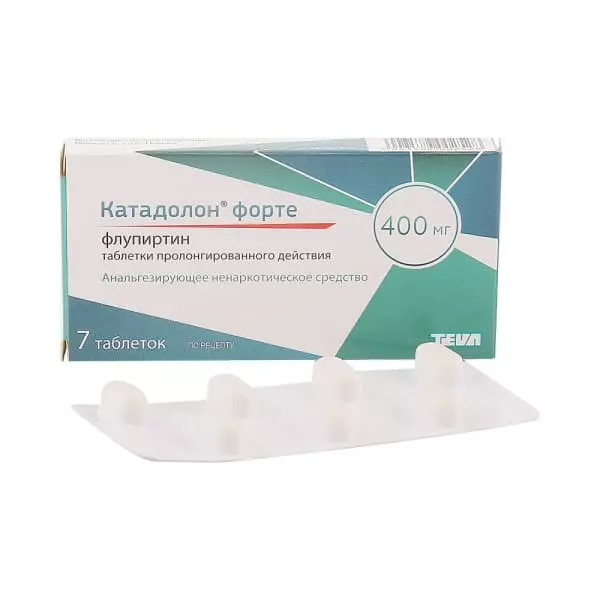 Катадолон® форте
флупиртин
таблетки пролонгированного действия
Анальгезирующее ненаркотическое средство
400 мг
7 таблеток
ПО РЕЦЕПТУ
TEVA